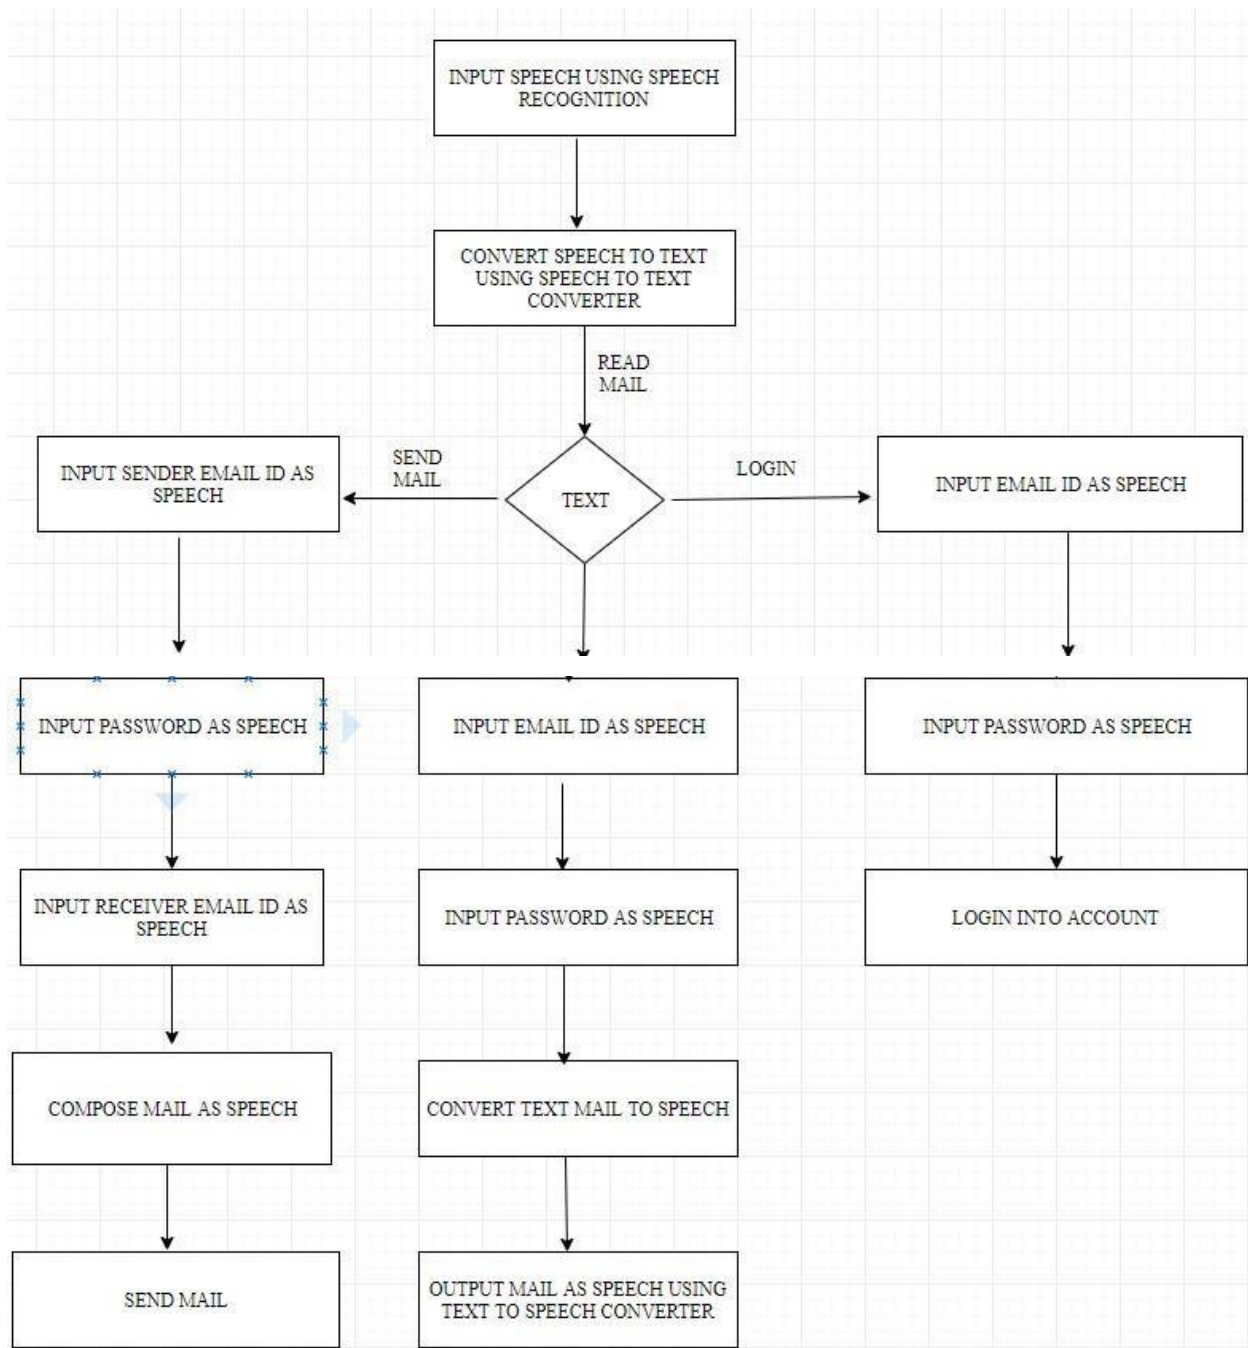 INPUT SPEECH USING SPEECH
RECOGNITION
CONVERT SPEECH TO TEXT
USING SPEECH TO TEXT
CONVERTER
READ
MAIL
INPUT SENDER EMAIL ID AS
SPEECH
SEND
MAIL
TEXT
LOGIN
INPUT EMAIL ID AS SPEECH
INPUT PASSWORD AS SPEECH
INPUT EMAIL ID AS SPEECH
INPUT PASSWORD AS SPEECH
INPUT RECEIVER EMAIL ID AS
SPEECH
INPUT PASSWORD AS SPEECH
LOGIN INTO ACCOUNT
COMPOSE MAIL AS SPEECH
CONVERT TEXT MAIL TO SPEECH
SEND MAIL
OUTPUT MAIL AS SPEECH USING
TEXT TO SPEECH CONVERTER